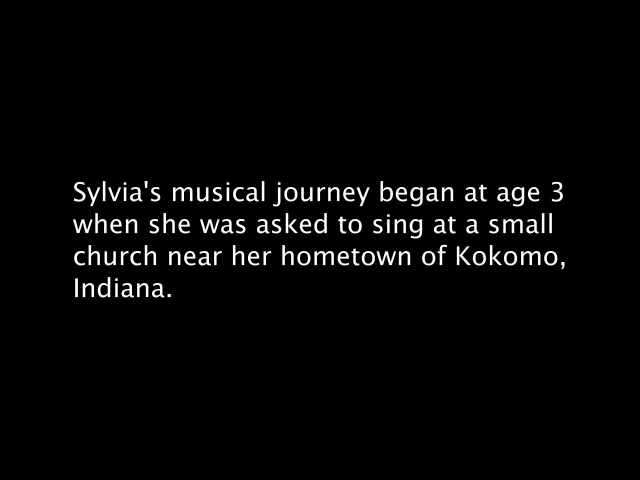 Sylvia's musical journey began at age 3
when she was asked to sing at a small
church near her hometown of Kokomo,
Indiana.